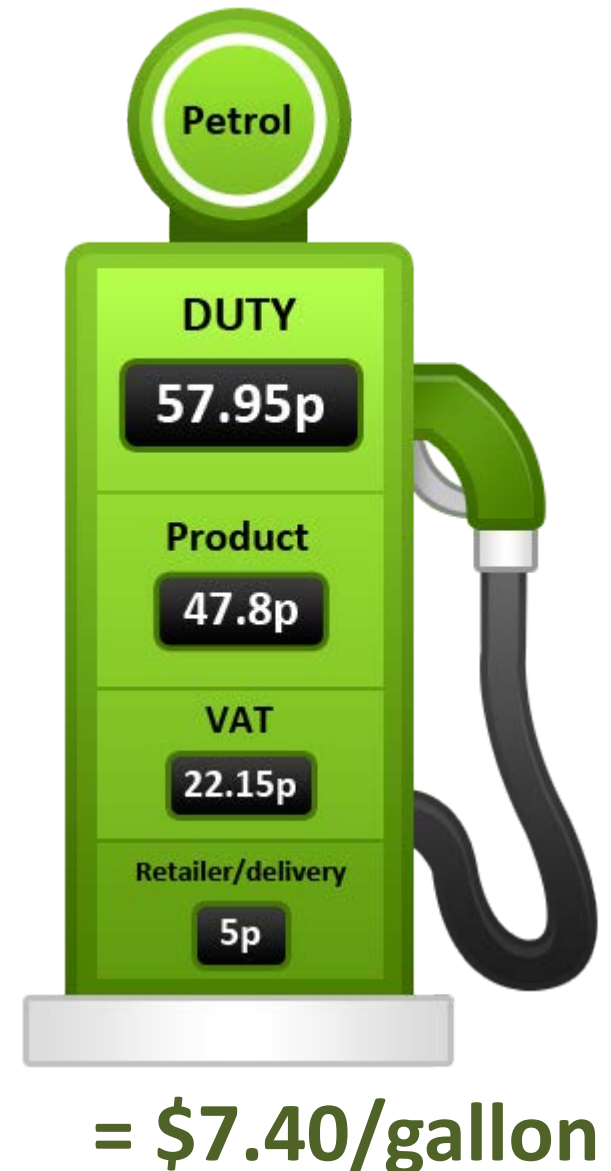 Petrol
DUTY
57.95p
Product
47.8p
VAT
22.15p
Retailer/delivery
5p
= $7.40/gallon